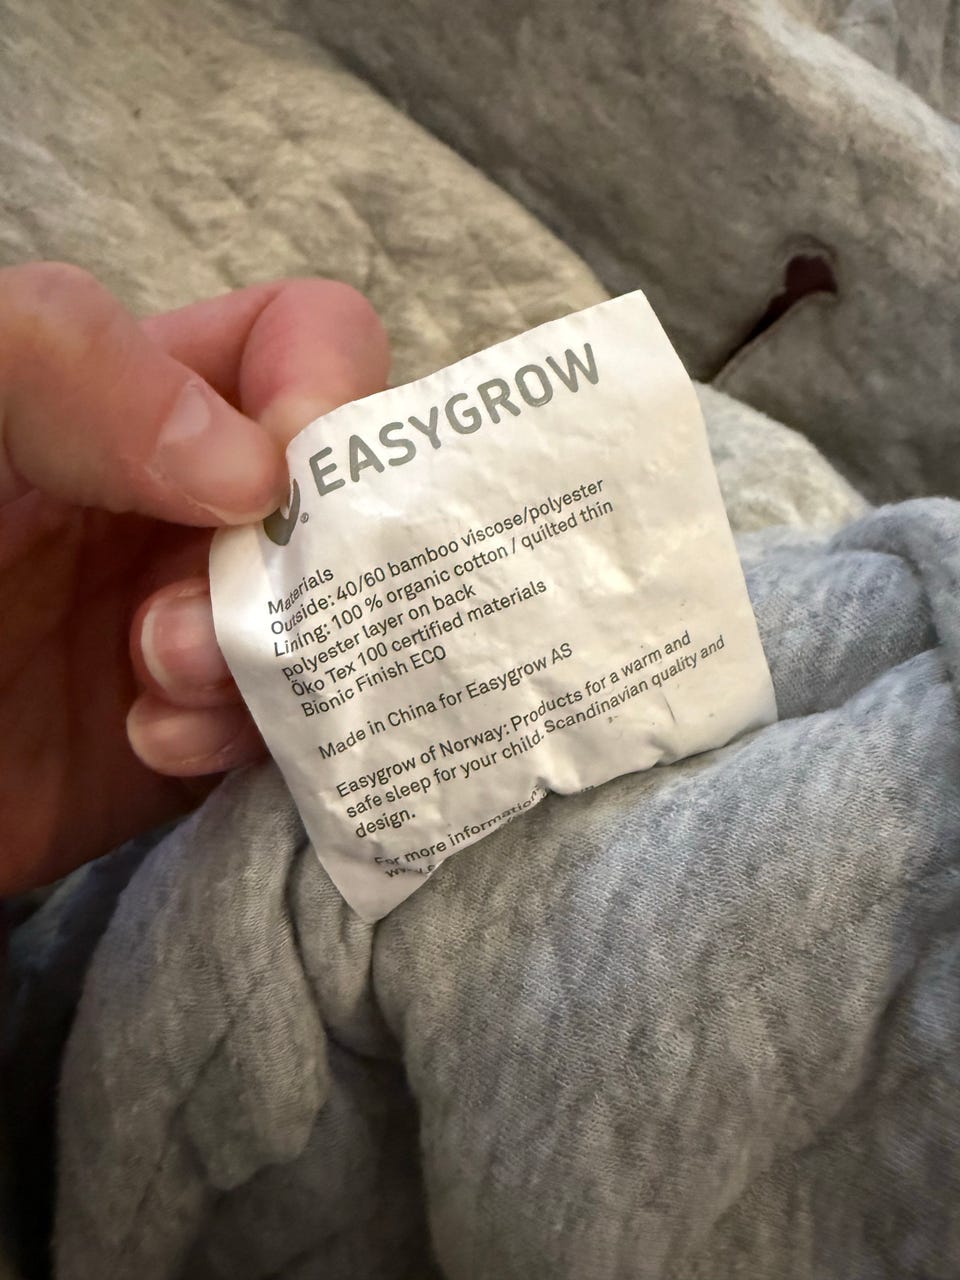 EASYGROW
®
Materials
Outside: 40/60 bamboo viscose/polyester
Lining: 100 % organic cotton / quilted thin
polyester layer on back
Öko Tex 100 certified materials
Bionic Finish ECO
Made in China for Easygrow AS
Easygrow of Norway: Products for a warm and
safe sleep for your child. Scandinavian quality and
design.
For more information